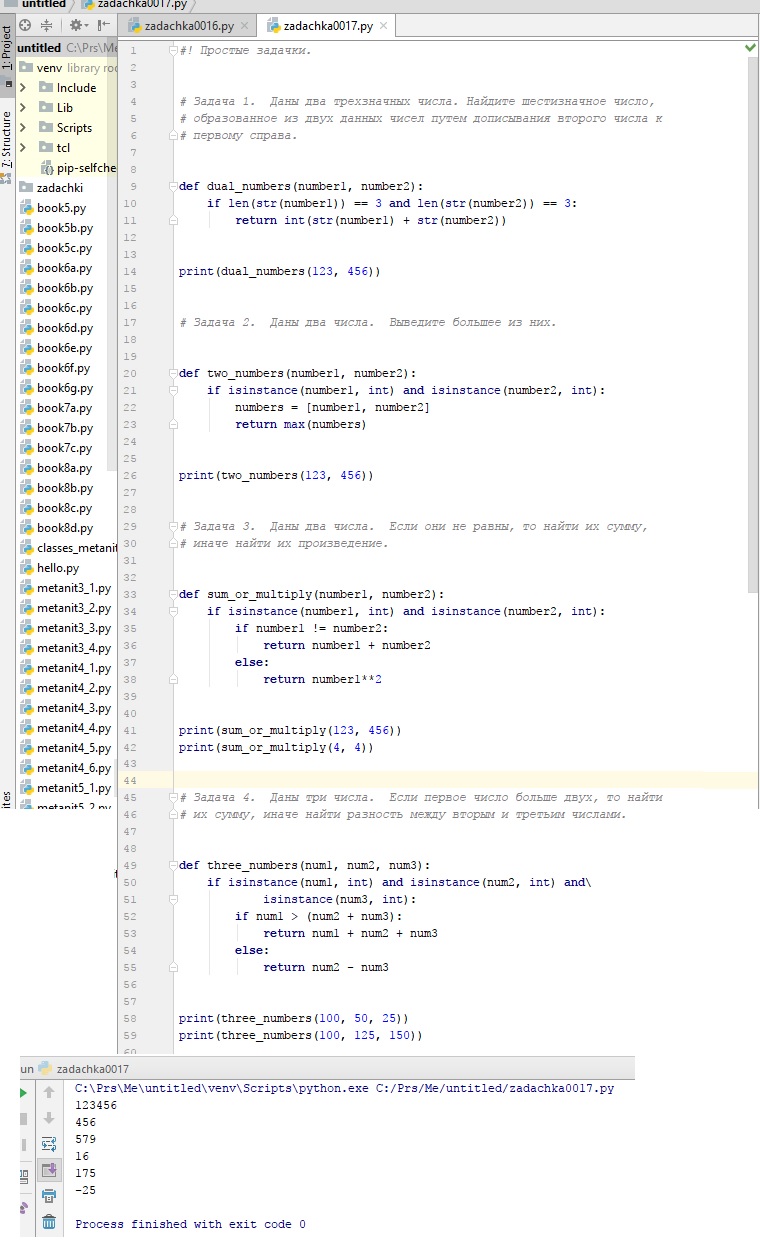 untitled zadachka0017.py
zadachka0016.py zadachka0017.py
1: Project
7: Structure
untitled C:\Prs\Me
venv library roo
Include
Lib
Scripts
tcl
pip-selfche
zadachki
book5.py
book5b.py
book5c.py
book6a.py
book6b.py
book6c.py
book6d.py
book6e.py
book6f.py
book6g.py
book7a.py
book7b.py
book7c.py
book8a.py
book8b.py
book8c.py
book8d.py
classes_metanit
hello.py
metanit3_1.py
metanit3_2.py
metanit3_3.py
metanit3_4.py
metanit4_1.py
metanit4_2.py
metanit4_3.py
metanit4_4.py
metanit4_5.py
metanit4_6.py
metanit5_1.py
metanit5_2.py
ites
1 #! Простые задачки.
2
3
4 # Задача 1.  Даны два трехзначных числа. Найдите шестизначное число,
5 # образованное из двух данных чисел путем дописывания второго числа к
6 # первому справа.
7
8
9 def dual_numbers(number1, number2):
10     if len(str(number1)) == 3 and len(str(number2)) == 3:
11         return int(str(number1) + str(number2))
12
13
14 print(dual_numbers(123, 456))
15
16
17 # Задача 2.  Даны два числа.  Выведите большее из них.
18
19
20 def two_numbers(number1, number2):
21     if isinstance(number1, int) and isinstance(number2, int):
22         numbers = [number1, number2]
23         return max(numbers)
24
25
26 print(two_numbers(123, 456))
27
28
29 # Задача 3.  Даны два числа.  Если они не равны, то найти их сумму,
30 # иначе найти их произведение.
31
32
33 def sum_or_multiply(number1, number2):
34     if isinstance(number1, int) and isinstance(number2, int):
35         if number1 != number2:
36             return number1 + number2
37         else:
38             return number1**2
39
40
41 print(sum_or_multiply(123, 456))
42 print(sum_or_multiply(4, 4))
43
44
45 # Задача 4.  Даны три числа.  Если первое число больше двух, то найти
46 # их сумму, иначе найти разность между вторым и третьим числами.
47
48
49 def three_numbers(num1, num2, num3):
50     if isinstance(num1, int) and isinstance(num2, int) and\
51             isinstance(num3, int):
52         if num1 > (num2 + num3):
53             return num1 + num2 + num3
54         else:
55             return num2 - num3
56
57
58 print(three_numbers(100, 50, 25))
59 print(three_numbers(100, 125, 150))
60
un zadachka0017
C:\Prs\Me\untitled\venv\Scripts\python.exe C:/Prs/Me/untitled/zadachka0017.py
123456
456
579
16
175
-25
Process finished with exit code 0